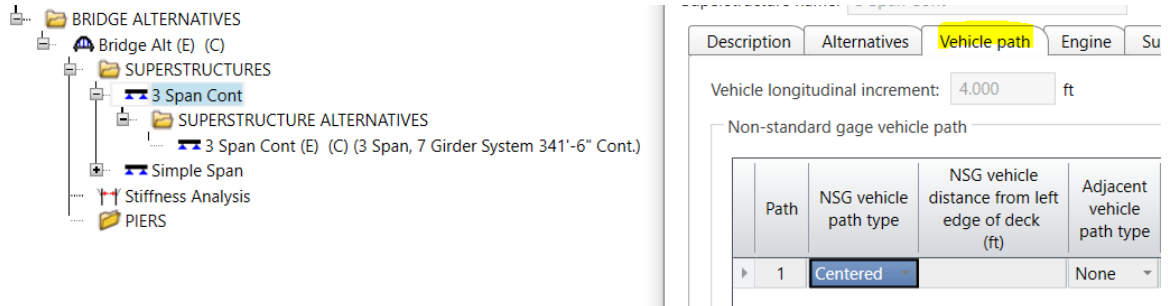 BRIDGE ALTERNATIVES
Bridge Alt (E) (C)
SUPERSTRUCTURES
3 Span Cont
SUPERSTRUCTURE ALTERNATIVES
3 Span Cont (E) (C) (3 Span, 7 Girder System 341'-6" Cont.)
Simple Span
Stiffness Analysis
PIERS
Description Alternatives Vehicle path Engine Su
Vehicle longitudinal increment: 4.000 ft
Non-standard gage vehicle path
Path
NSG vehicle
path type
NSG vehicle
distance from left
edge of deck
(ft)
Adjacent
vehicle
path type
1 Centered None